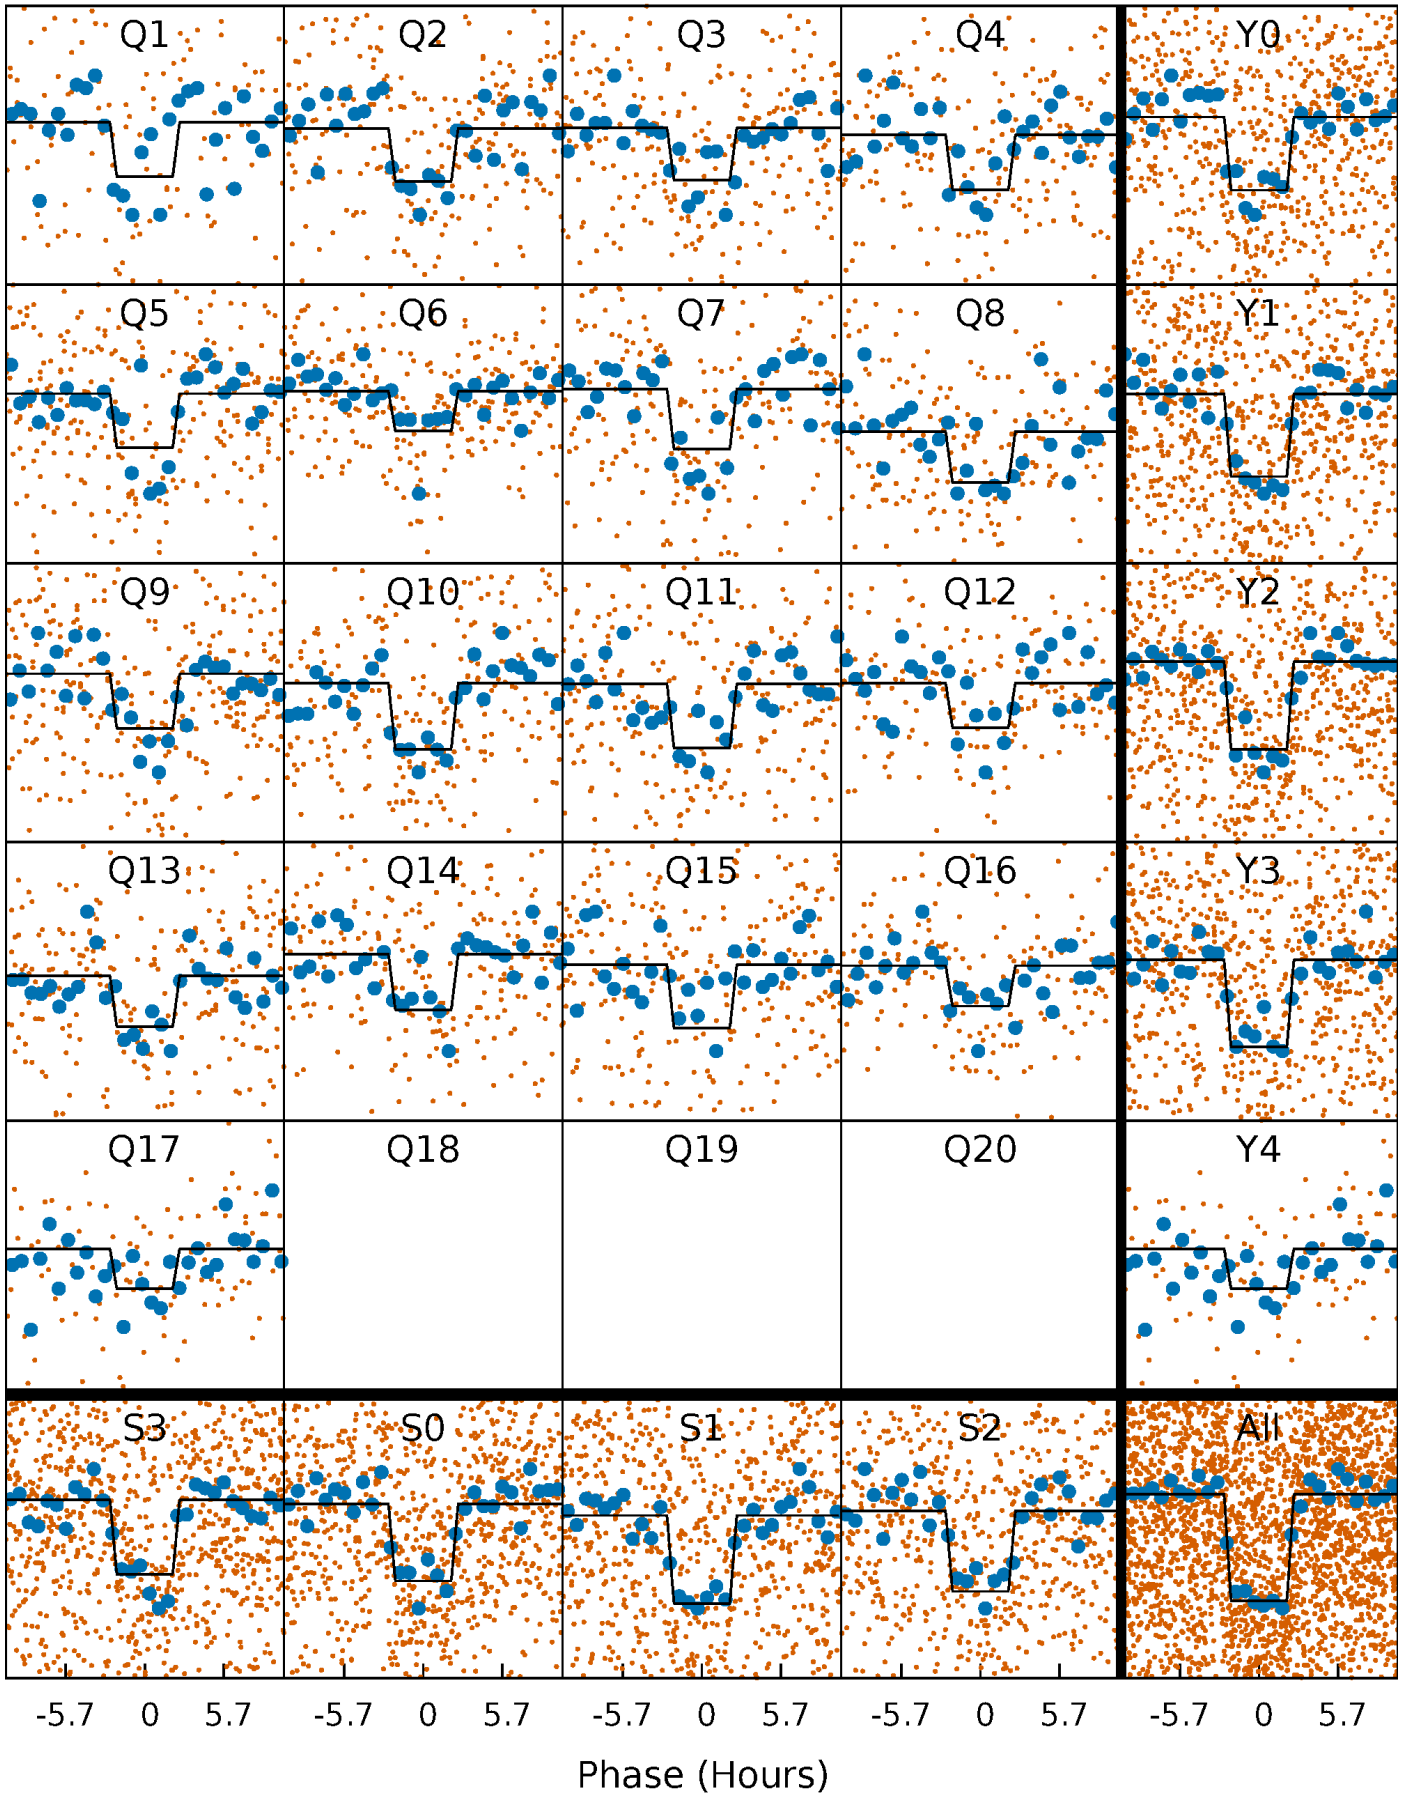 Q1 Q2 Q3 Q4 Y0
Q5 Q6 Q7 Q8 Y1
Q9 Q10 Q11 Q12 Y2
Q13 Q14 Q15 Q16 Y3
Q17 Q18 Q19 Q20 Y4
S3 S0 S1 S2 All
-5.7 0 5.7 -5.7 0 5.7 -5.7 0 5.7 -5.7 0 5.7 -5.7 0 5.7
Phase (Hours)